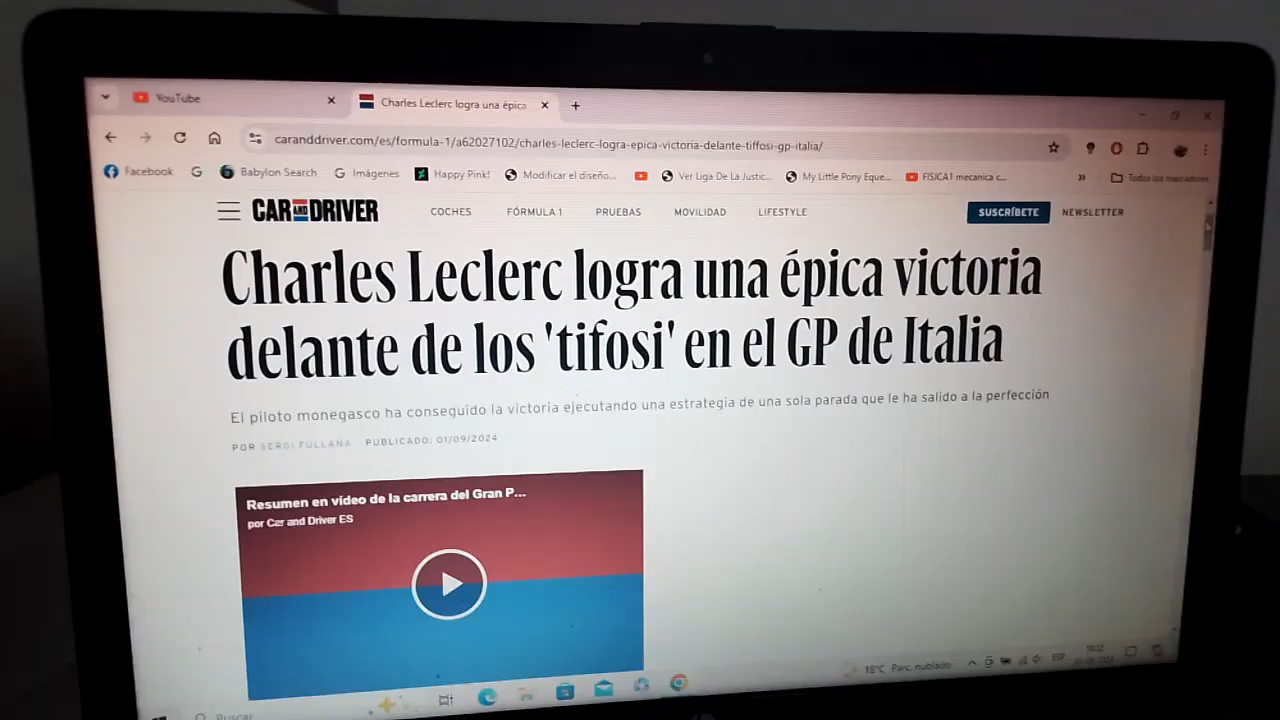 YouTube
Charles Leclerc logra una épica
caranddriver.com/es/formula-1/a62027102/charles-leclerc-logra-epica-victoria-delante-tiffosi-gp-italia/
Facebook
Babylon Search
Imágenes
Happy Pink!
Modificar el diseño...
Ver Liga De La Justic...
My Little Pony Eque...
FISICA1 mecanica c...
»
Todos los marcadores
CAR AND DRIVER
COCHES
FÓRMULA 1
PRUEBAS
MOVILIDAD
LIFESTYLE
SUSCRÍBETE
NEWSLETTER
Charles Leclerc logra una épica victoria
delante de los 'tifosi' en el GP de Italia
El piloto monegasco ha conseguido la victoria ejecutando una estrategia de una sola parada que le ha salido a la perfección
POR SERGI FULLANA PUBLICADO: 01/09/2024
Resumen en vídeo de la carrera del Gran P...
por Car and Driver ES
18°C Parc. nublado
ESP
Buscar